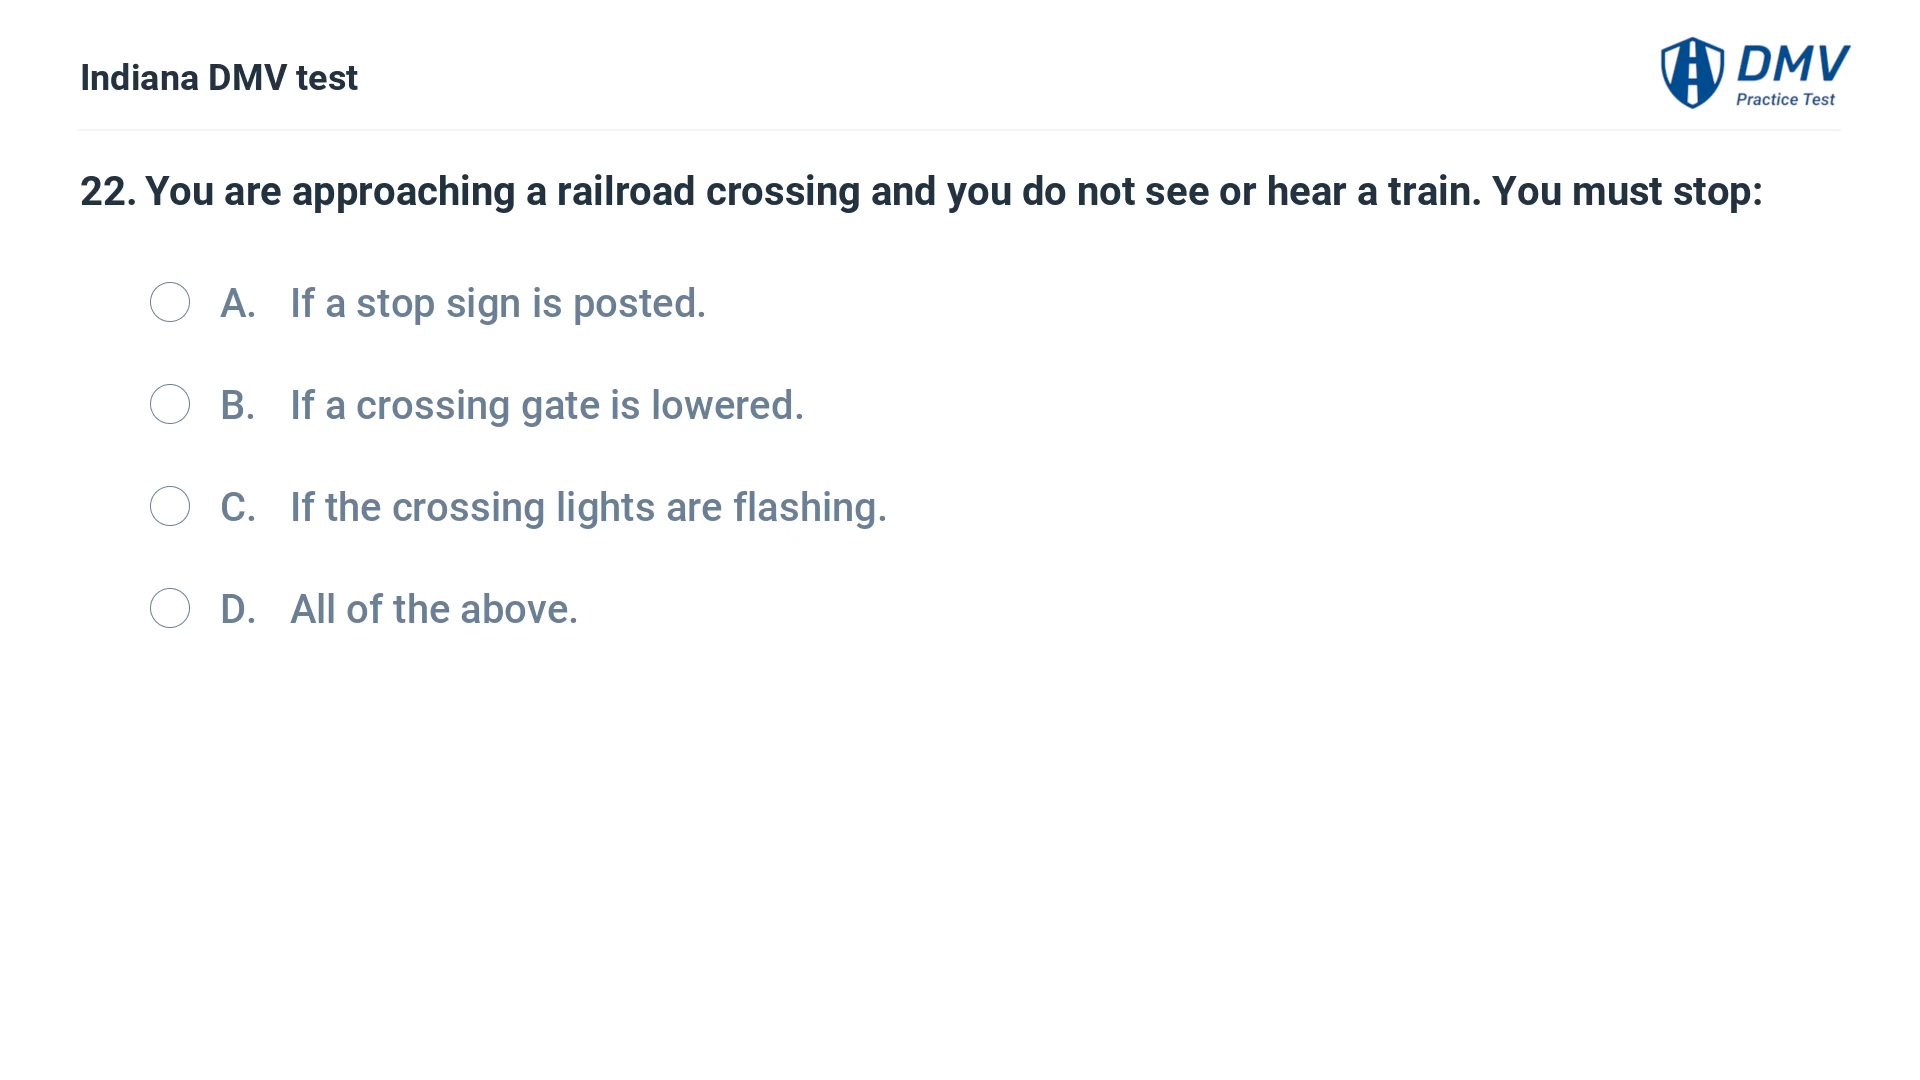 Indiana DMV test
DMV
Practice Test
22. You are approaching a railroad crossing and you do not see or hear a train. You must stop:
A. If a stop sign is posted.
B. If a crossing gate is lowered.
C. If the crossing lights are flashing.
D. All of the above.